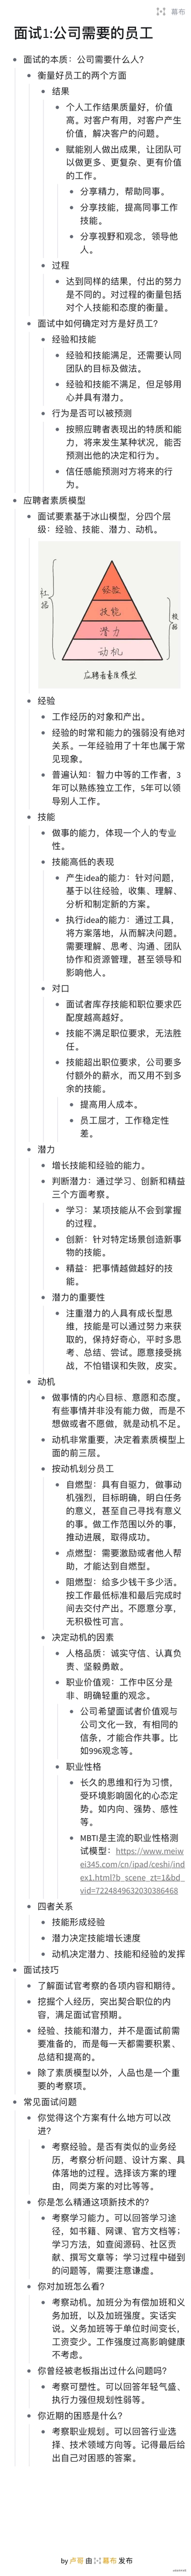 幕布
面试1:公司需要的员工
面试的本质：公司需要什么人？
衡量好员工的两个方面
结果
个人工作结果质量好，价值
高。对客户有用，对客户产生
价值，解决客户的问题。
赋能别人做出成果，让团队可
以做更多、更复杂、更有价值
的工作。
分享精力，帮助同事。
分享技能，提高同事工作
技能。
分享视野和观念，领导他
人。
过程
达到同样的结果，付出的努力
是不同的。对过程的衡量包括
对个人技能和态度的衡量。
面试中如何确定对方是好员工？
经验和技能
经验和技能满足，还需要认同
团队的目标及做法。
经验和技能不满足，但足够用
心并具有潜力。
行为是否可以被预测
按照应聘者表现出的特质和能
力，将来发生某种状况，能否
预测出他的决定和行为。
信任感能预测对方将来的行
为。
应聘者素质模型
面试要素基于冰山模型，分四个层
级：经验、技能、潜力、动机。
经验
技能
潜力
动机
应聘者素质模型
经验
工作经历的对象和产出。
经验的时常和能力的强弱没有绝对
关系。一年经验用了十年也属于常
见现象。
普遍认知：智力中等的工作者，3
年可以熟练独立工作，5年可以领
导别人工作。
技能
做事的能力，体现一个人的专业
性。
技能高低的表现
产生idea的能力：针对问题，
基于以往经验，收集、理解、
分析和制定新的方案。
执行idea的能力：通过工具，
将方案落地，从而解决问题。
需要理解、思考、沟通、团队
协作和资源管理，甚至领导和
影响他人。
对口
面试者库存技能和职位要求匹
配度越高越好。
技能不满足职位要求，无法胜
任。
技能超出职位要求，公司要多
付额外的薪水，而又用不到多
余的技能。
提高用人成本。
员工屈才，工作稳定性
差。
潜力
增长技能和经验的能力。
判断潜力：通过学习、创新和精益
三个方面考察。
学习：某项技能从不会到掌握
的过程。
创新：针对特定场景创造新事
物的技能。
精益：把事情越做越好的技
能。
潜力的重要性
注重潜力的人具有成长型思
维，技能是可以通过努力来获
取的，保持好奇心，平时多思
考、总结、尝试。愿意接受挑
战，不怕错误和失败，皮实。
动机
做事情的内心目标、意愿和态度。
有些事情并非没有能力做，而是不
想做或者不愿做，就是动机不足。
动机非常重要，决定着素质模型上
面的前三层。
按动机划分员工
自燃型：具有自驱力，做事动
机强烈，目标明确，明白任务
的意义，甚至自己寻找有意义
的事。做工作范围以外的事，
推动进展，取得成功。
点燃型：需要激励或者他人帮
助，才能达到自燃型。
阻燃型：给多少钱干多少活。
按工作最低标准和最后完成时
间去交付产出。不愿意分享，
无积极性可言。
决定动机的因素
人格品质：诚实守信、认真负
责、坚毅勇敢。
职业价值观：工作中区分是
非、明确轻重的观念。
公司希望面试者价值观与
公司文化一致，有相同的
信条，才能合作共事。比
如996观念等。
职业性格
长久的思维和行为习惯，
受环境影响固化的心态定
势。如内向、强势、感性
等。
MBTI是主流的职业性格测
试模型：https://www.meiw
ei345.com/cn/ipad/ceshi/ind
ex1.html?b_scene_zt=1&bd_
vid=7224849632030386468
四者关系
技能形成经验
潜力决定技能增长速度
动机决定潜力、技能和经验的发挥
面试技巧
了解面试官考察的各项内容和期待。
挖掘个人经历，突出契合职位的内
容，满足面试官预期。
经验、技能和潜力，并不是面试前需
要准备的，而是每一天都需要积累、
总结和提高的。
除了素质模型以外，人品也是一个重
要的考察项。
常见面试问题
你觉得这个方案有什么地方可以改
进？
考察经验。是否有类似的业务经
历，考察分析问题、设计方案、具
体落地的过程。选择该方案的理
由，同类方案的对比等等。
你是怎么精通这项新技术的？
考察学习能力。可以回答学习途
径，如书籍、网课、官方文档等；
学习方法，如查阅源码、社区贡
献、撰写文章等；学习过程中碰到
的问题等，需要注意谦虚。
你对加班怎么看？
考察动机。加班分为有偿加班和义
务加班，以及加班强度。实话实
说。义务加班等于单位时间变长，
工资变少。工作强度过高影响健康
不考虑。
你曾经被老板指出过什么问题吗？
考察可塑性。可以回答年轻气盛、
执行力强但规划性弱等。
你近期的困惑是什么？
考察职业规划。可以回答行业选
择、技术领域方向等。记得最后给
出自己对困惑的答案。
by 卢哥 由 幕布 发布